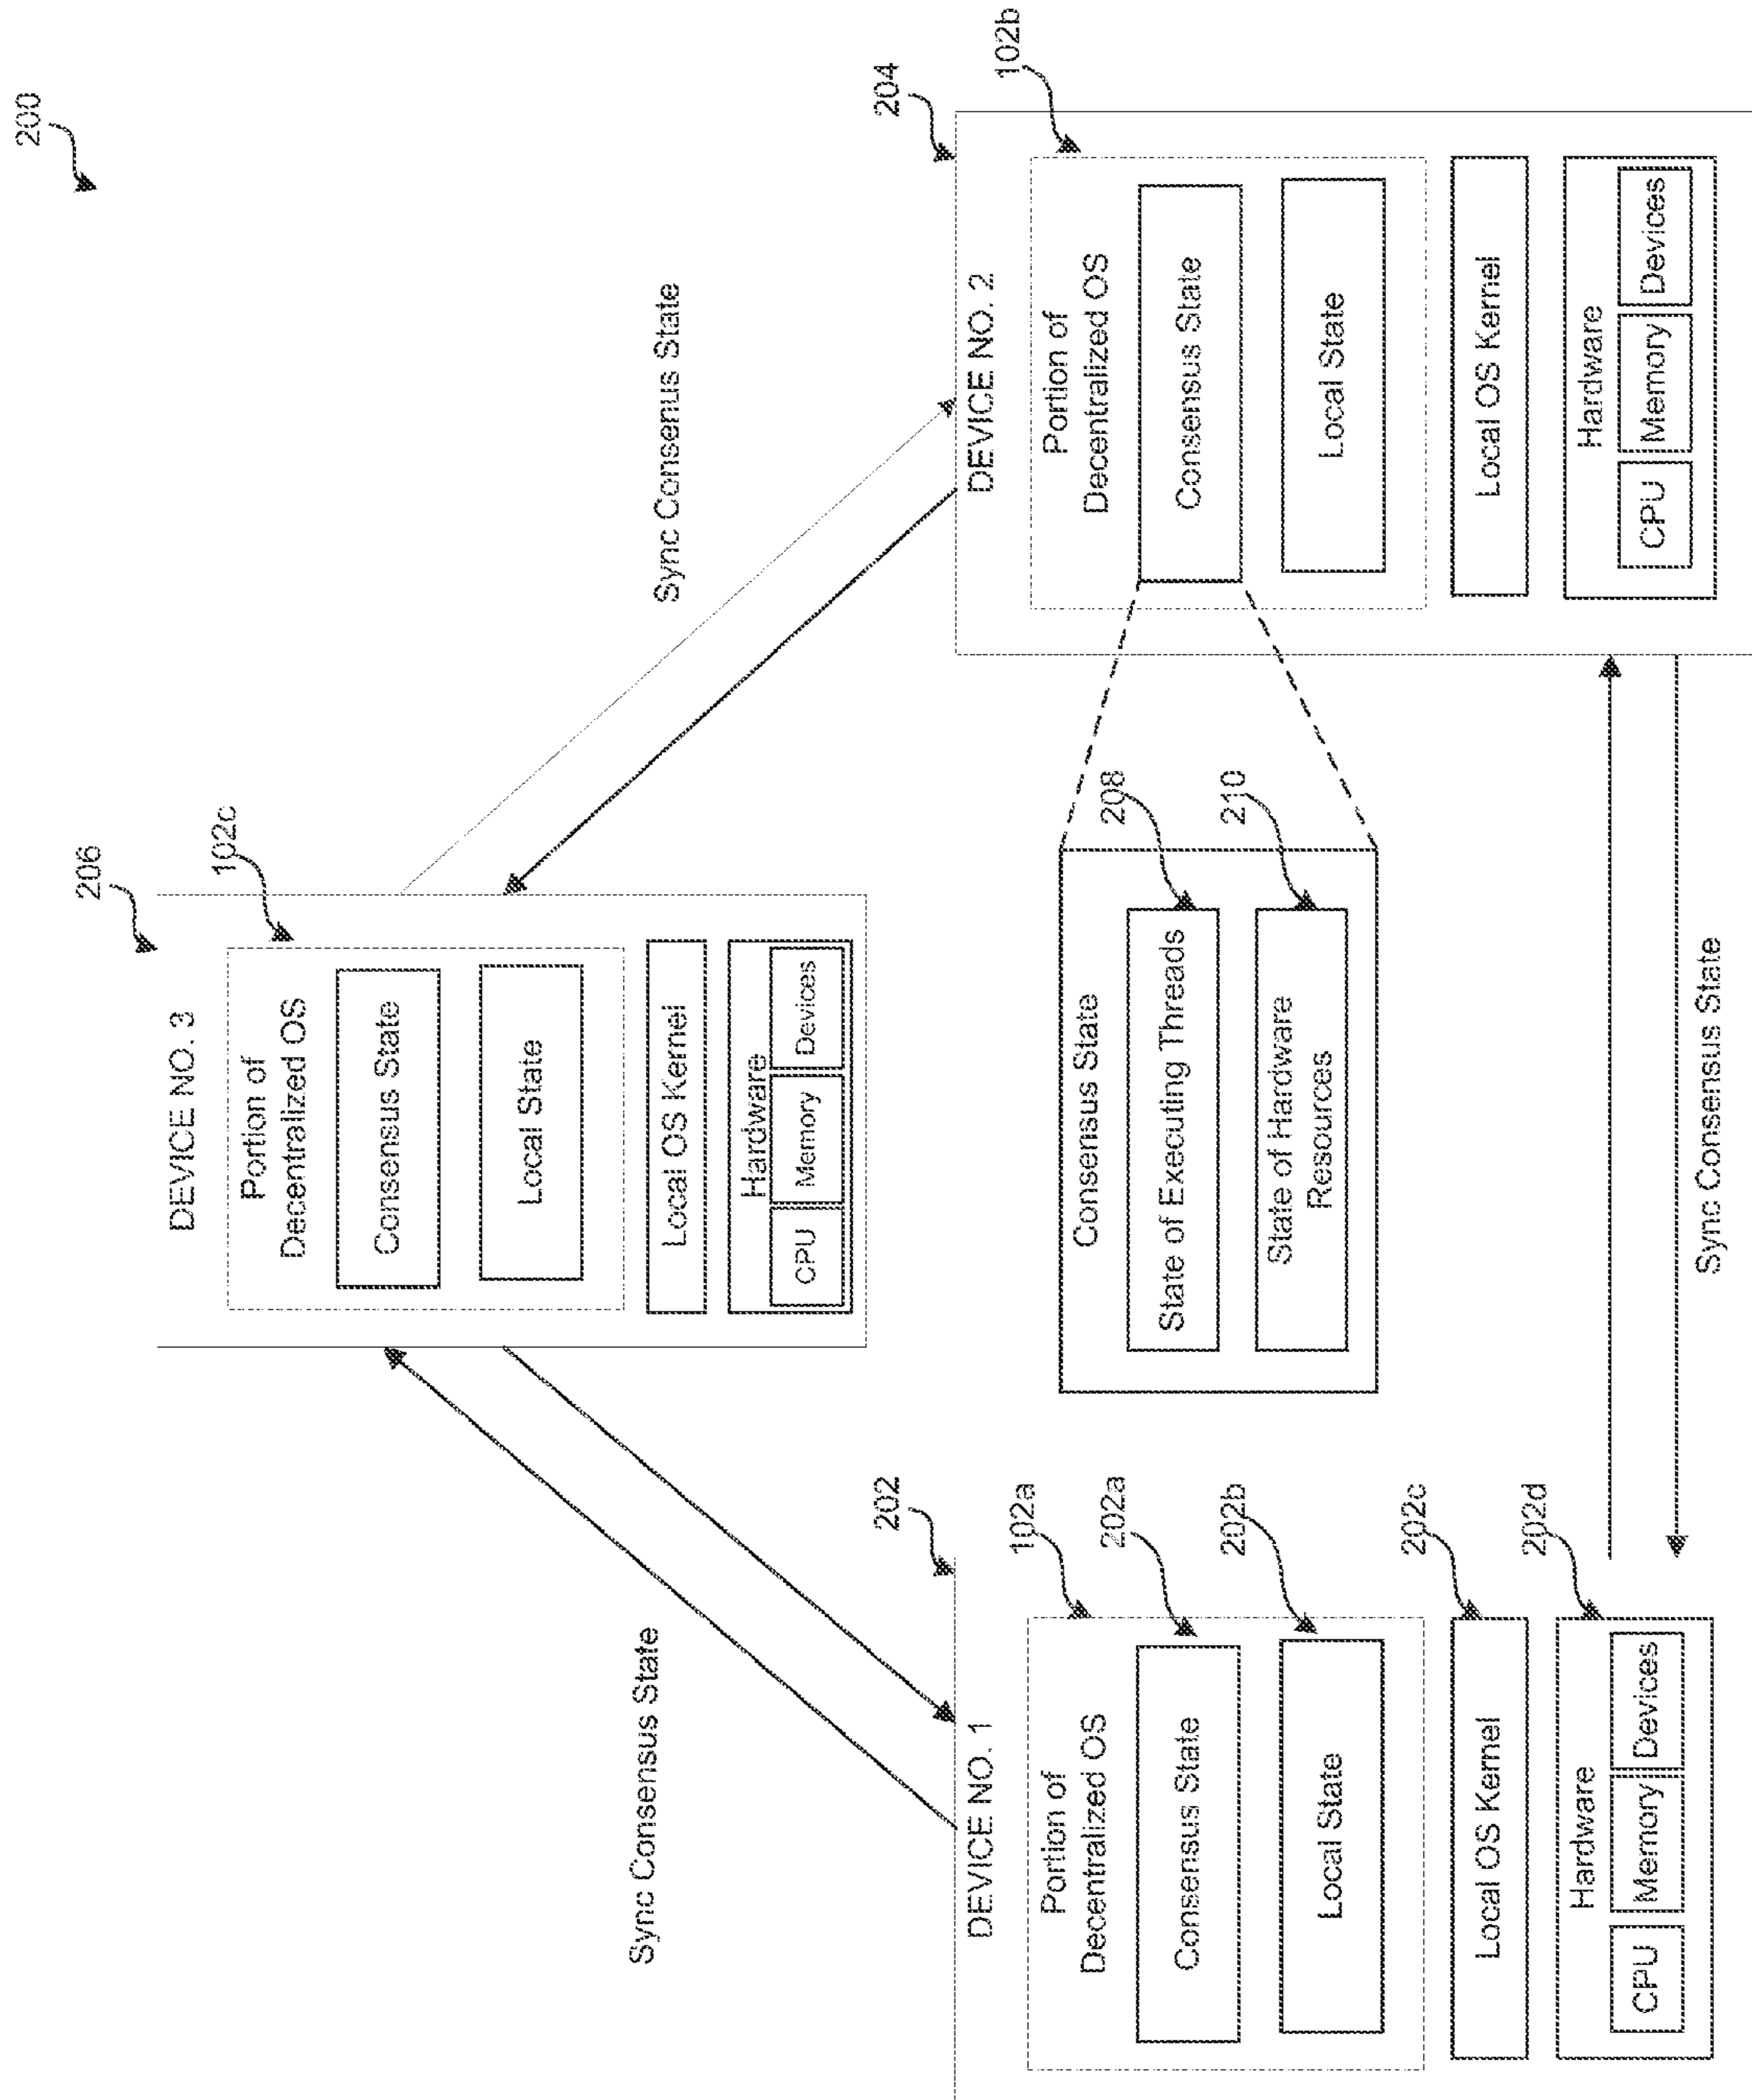 200
206
DEVICE NO. 3
102c
Portion of
Decentralized OS
Consensus State
Local State
Local OS Kernel
Hardware
CPU
Memory
Devices
Sync Consensus State
Sync Consensus State
202
DEVICE NO. 1
102a
Portion of
Decentralized OS
202a
Consensus State
202b
Local State
202c
Local OS Kernel
202d
Hardware
CPU
Memory
Devices
Consensus State
208
State of Executing Threads
210
State of Hardware
Resources
204
DEVICE NO. 2
102b
Portion of
Decentralized OS
Consensus State
Local State
Local OS Kernel
Hardware
CPU
Memory
Devices
Sync Consensus State